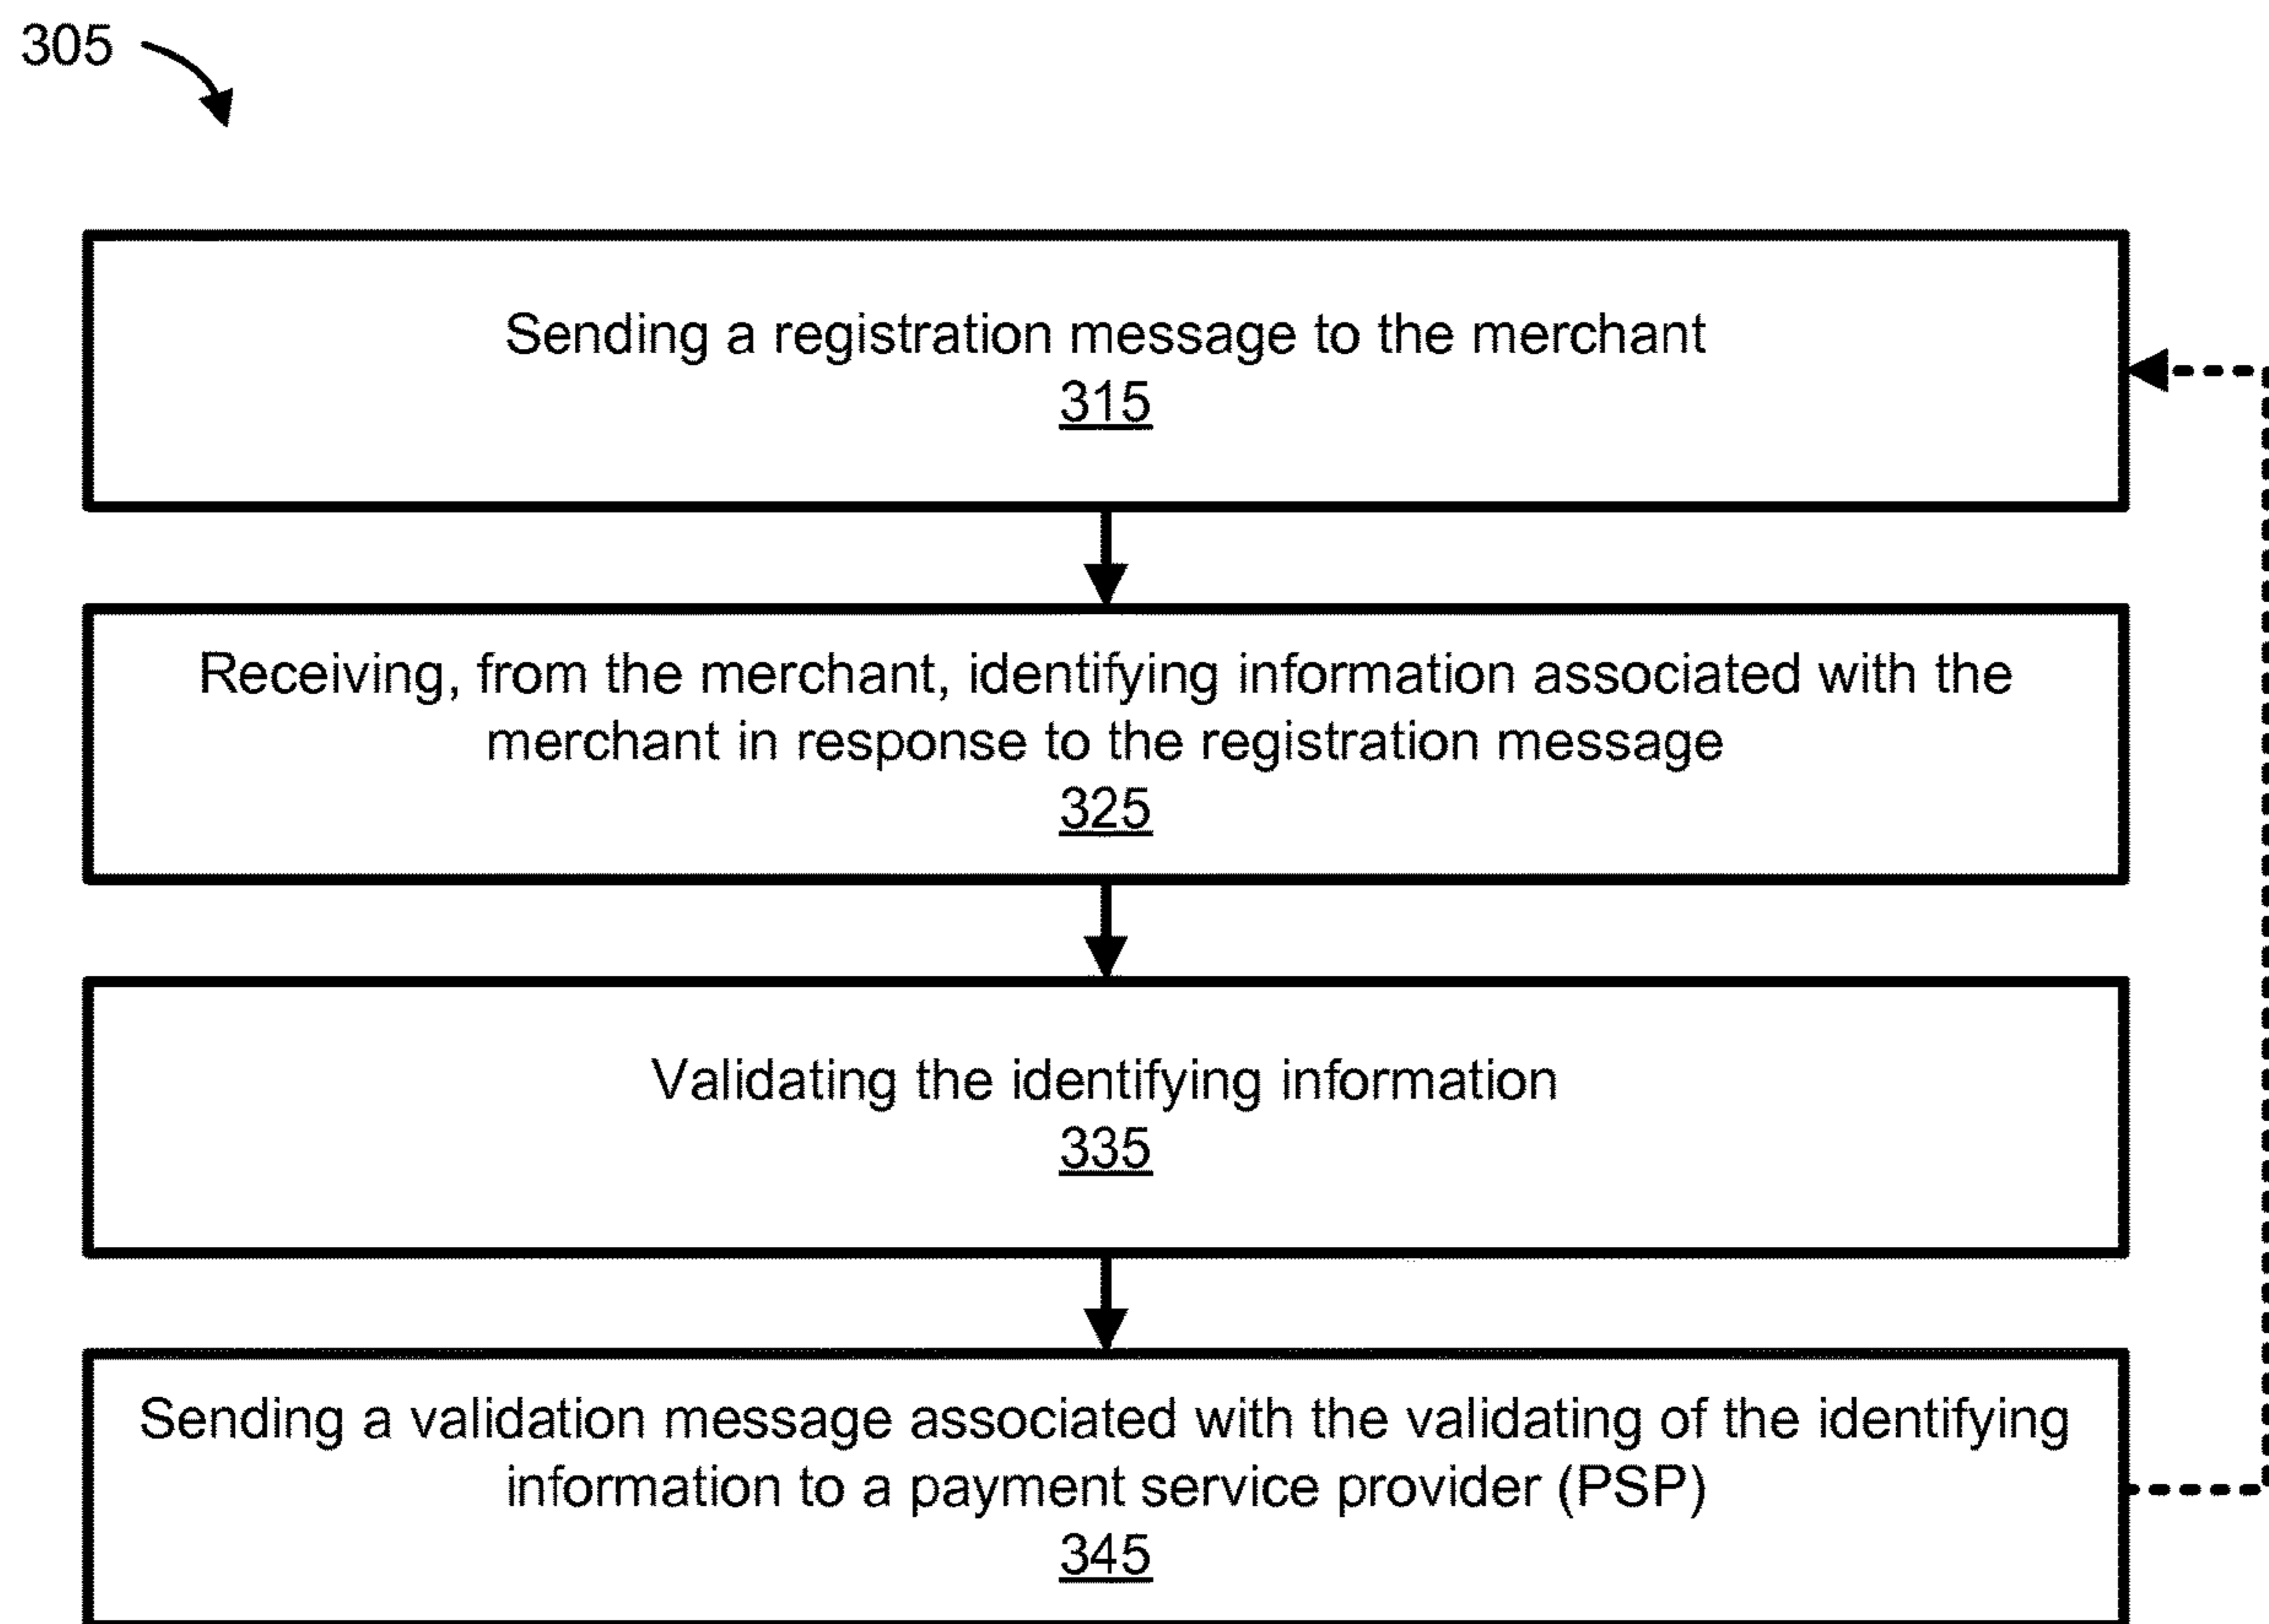 305
Sending a registration message to the merchant
315
Receiving, from the merchant, identifying information associated with the
merchant in response to the registration message
325
Validating the identifying information
335
Sending a validation message associated with the validating of the identifying
information to a payment service provider (PSP)
345